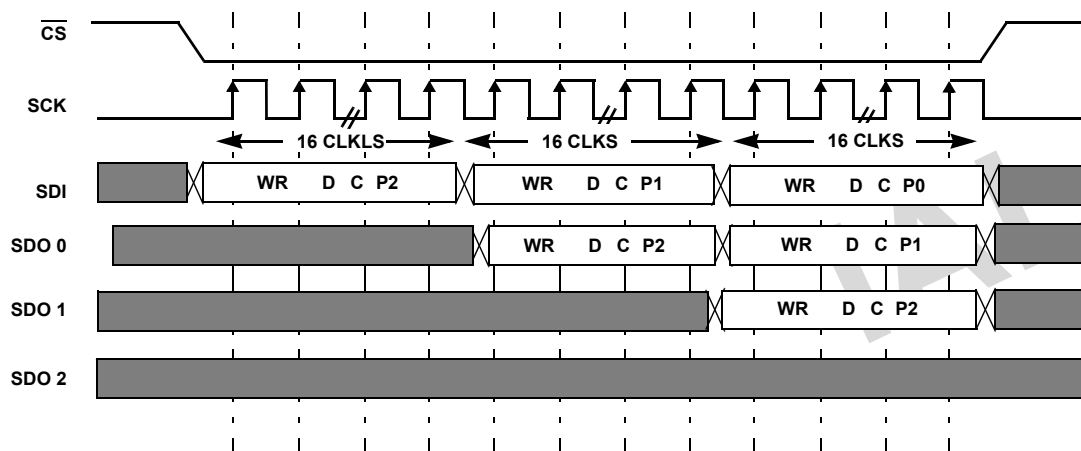 CS
SCK
16 CLKLS 16 CLKS 16 CLKS
SDI WR D C P2 WR D C P1 WR D C P0
SDO 0 WR D C P2 WR D C P1
SDO 1 WR D C P2
SDO 2